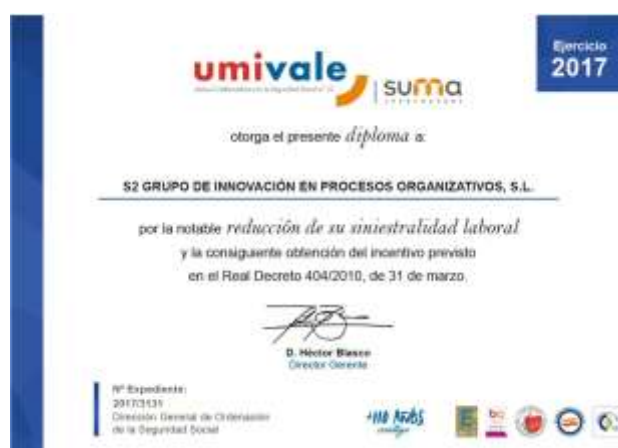 Ejercicio
2017
umivale
suma
otorga el presente diploma a:
S2 GRUPO DE INNOVACIÓN EN PROCESOS ORGANIZATIVOS, S.L.
por la notable reducción de su siniestralidad laboral
y la consiguiente obtención del incentivo previsto
en el Real Decreto 404/2010, de 31 de marzo.
D. Héctor Blasco
Director Gerente
Nº Expediente:
2017/3131
Dirección General de Ordenación
de la Seguridad Social
+110 AÑOS